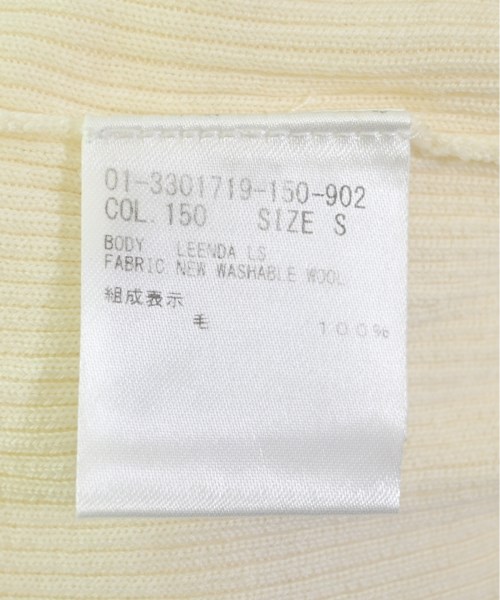 01-3301719-150-902
COL.150 SIZE S
BODY LEENDA LS
FABRIC NEW WASHABLE WOOL
組成表示
毛 100%